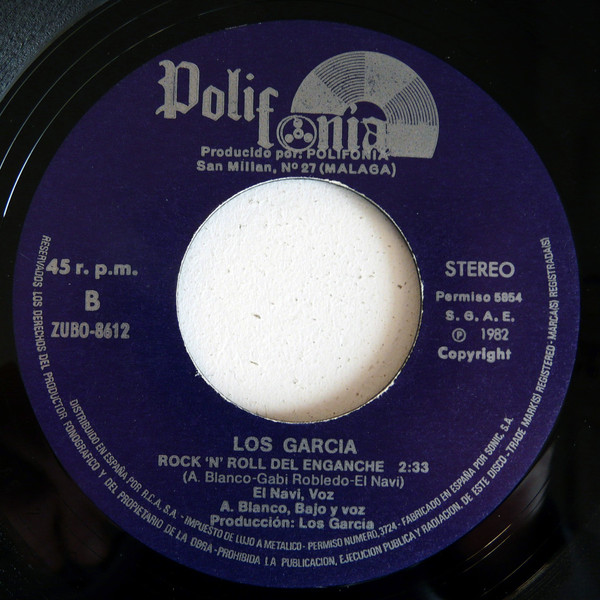 Polifonia
Producido por: POLIFONIA
San Millan, Nº 27 (MALAGA)
45 r. p.m.
B
ZUBO-8612
STEREO
Permiso 5854
S. G. A. E.
Ⓟ 1982
Copyright
LOS GARCIA
ROCK 'N' ROLL DEL ENGANCHE 2:33
(A. Blanco-Gabi Robledo-El Navi)
El Navi, Voz
A. Blanco, Bajo y voz
Producción: Los García
RESERVADOS LOS DERECHOS DEL PRODUCTOR FONOGRAFICO Y DEL PROPIETARIO DE LA OBRA-PROHIBIDA LA PUBLICACION, EJECUCION PUBLICA Y RADIACION, DE ESTE DISCO - TRADE MARK(S) REGISTERED-MARCA(S) REGISTRADA(S)
DISTRIBUIDO EN ESPAÑA POR R.C.A. S.A. - IMPUESTO DE LUJO A METALICO - PERMISO NUMERO, 372A - FABRICADO EN ESPAÑA POR SONIC, S.A.